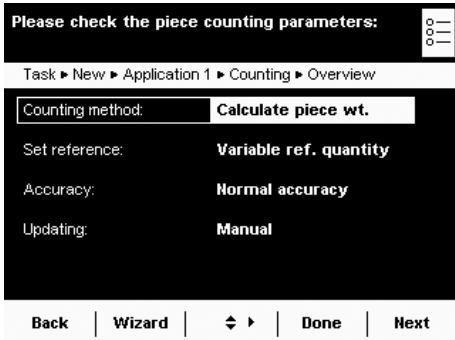 Please check the piece counting parameters:
Task ▸ New ▸ Application 1 ▸ Counting ▸ Overview
Counting method: Calculate piece wt.
Set reference: Variable ref. quantity
Accuracy: Normal accuracy
Updating: Manual
Back Wizard Done Next